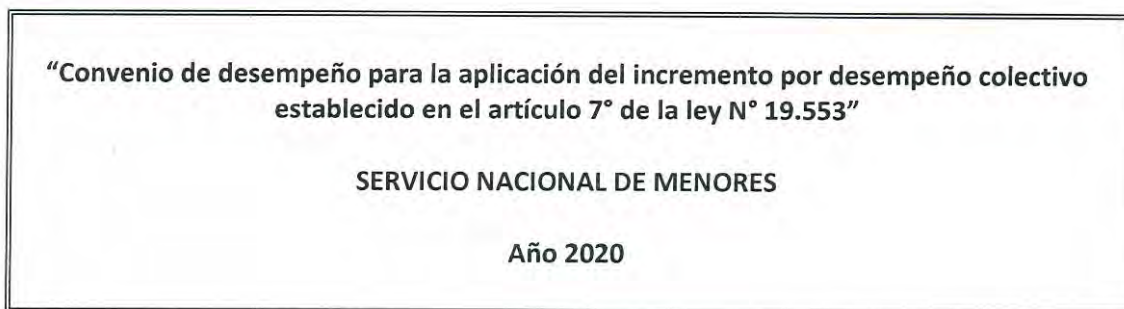 “Convenio de desempeño para la aplicación del incremento por desempeño colectivo
establecido en el artículo 7° de la ley N° 19.553”
SERVICIO NACIONAL DE MENORES
Año 2020